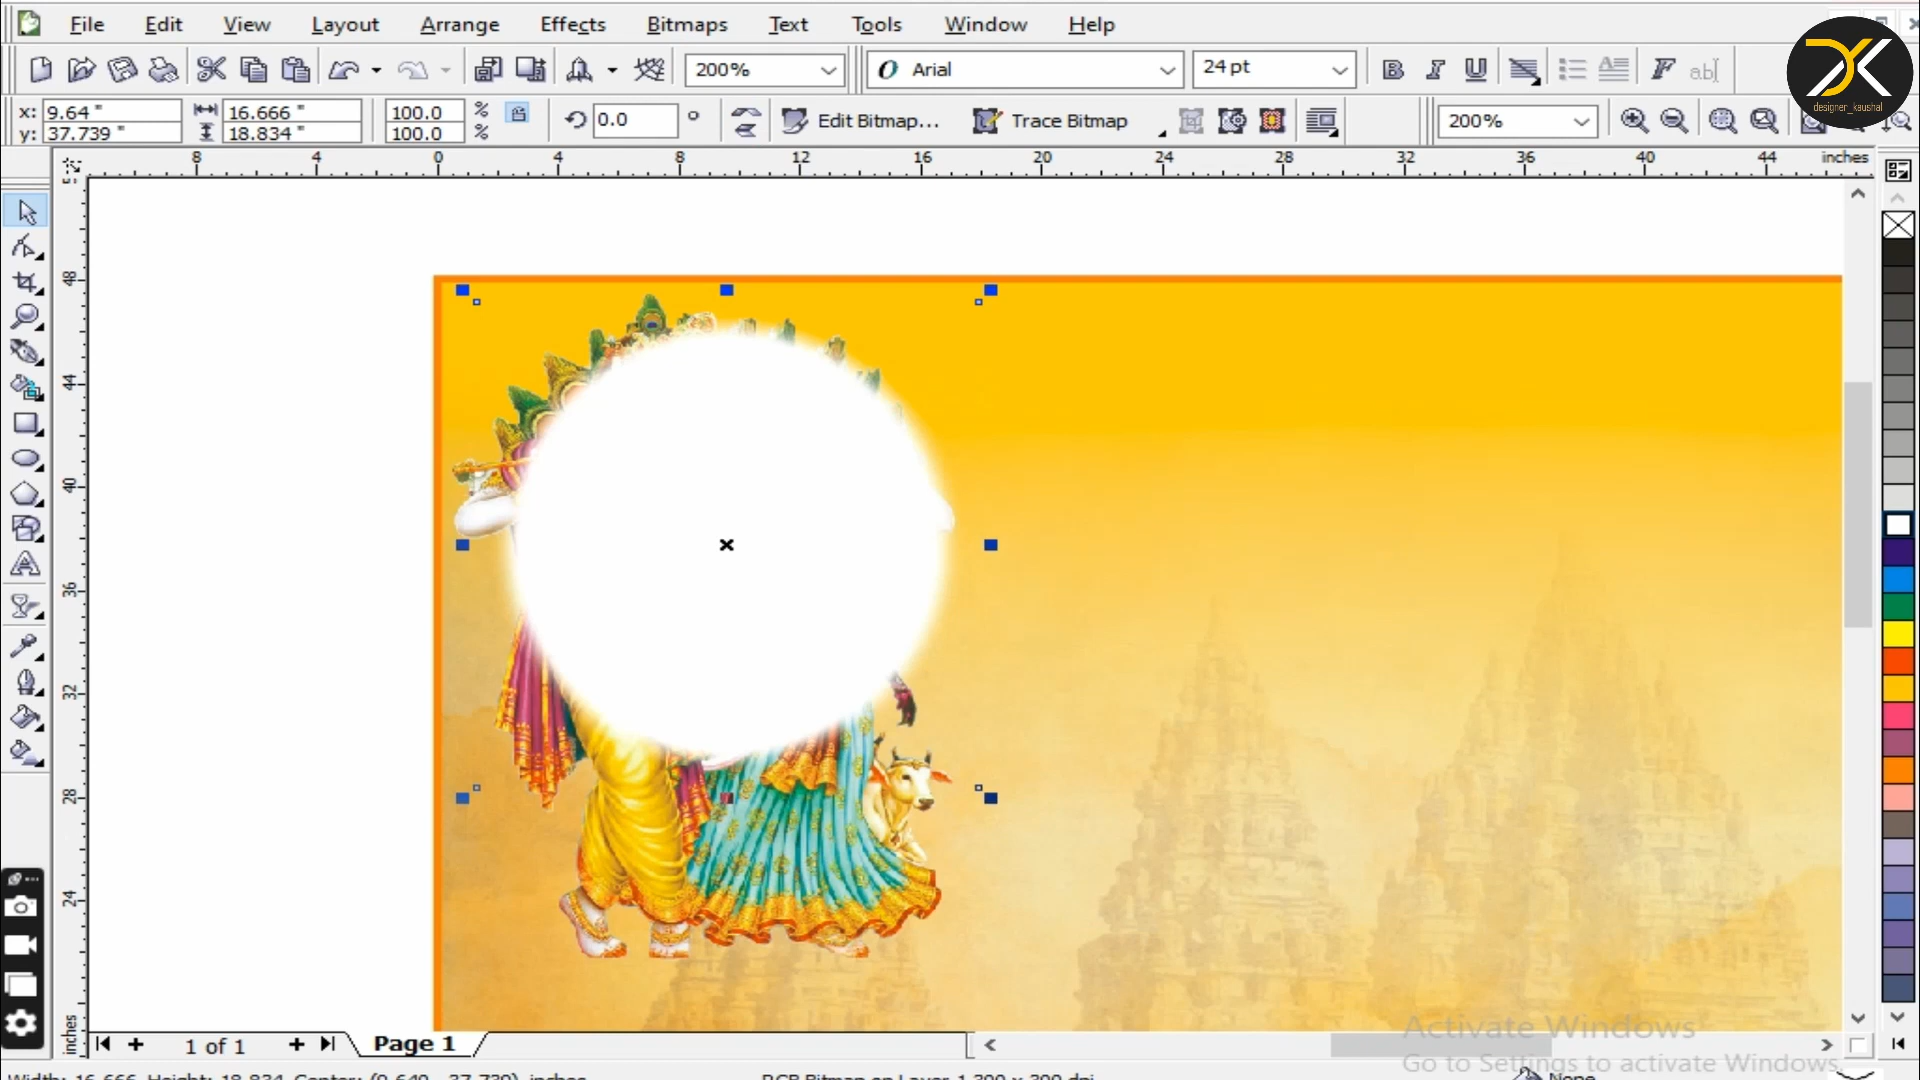 File Edit View Layout Arrange Effects Bitmaps Text Tools Window Help
200% Arial 24 pt B I U F ab
x: 9.64 " 16.666 " 100.0 % 0.0 ° Edit Bitmap... Trace Bitmap 200%
y: 37.739 " 18.834 " 100.0 %
designer_kaushal
8 4 0 4 8 12 16 20 24 28 32 36 40 44 inches
48
44
40
36
32
28
24
inches
1 of 1 Page 1
Activate Windows
Go to Settings to activate Windows.
Width: 16.666 Height: 18.834 Center: (9.640, 37.739) inches RGB Bitmap on Layer 1 300 x 300 dpi None